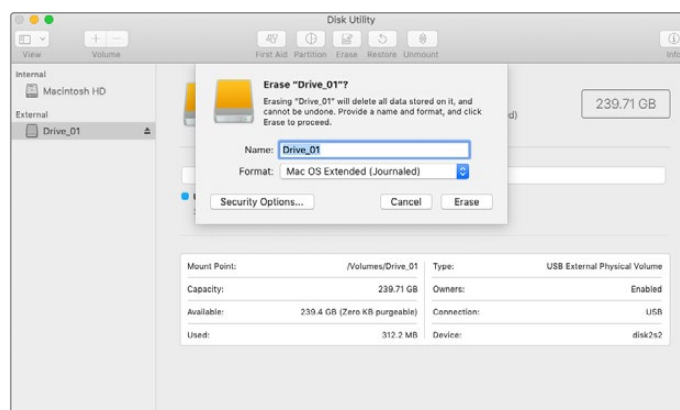 Disk Utility
View
Volume
First Aid Partition Erase Restore Unmount
Info
Internal
Macintosh HD
External
Drive_01
Erase "Drive_01"?
Erasing "Drive_01" will delete all data stored on it, and
cannot be undone. Provide a name and format, and click
Erase to proceed.
Name: Drive_01
Format: Mac OS Extended (Journaled)
Security Options... Cancel Erase
d)
239.71 GB
Mount Point: /Volumes/Drive_01 Type: USB External Physical Volume
Capacity: 239.71 GB Owners: Enabled
Available: 239.4 GB (Zero KB purgeable) Connection: USB
Used: 312.2 MB Device: disk2s2